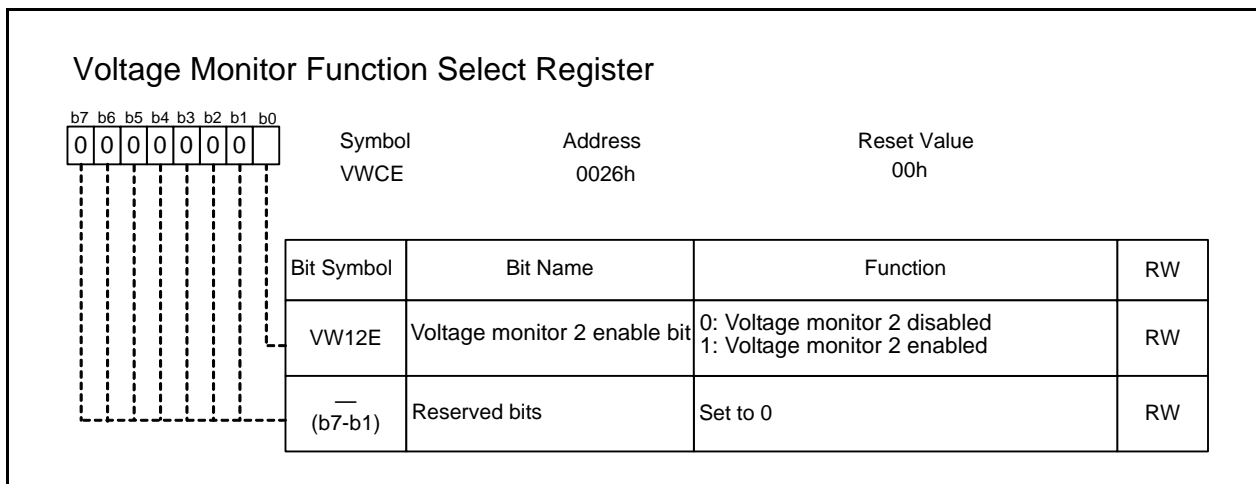 Voltage Monitor Function Select Register
b7 b6 b5 b4 b3 b2 b1 b0
0 0 0 0 0 0 0
Symbol Address Reset Value
VWCE 0026h 00h
Bit Symbol Bit Name Function RW
VW12E Voltage monitor 2 enable bit 0: Voltage monitor 2 disabled RW
1: Voltage monitor 2 enabled
— Reserved bits Set to 0 RW
(b7-b1)